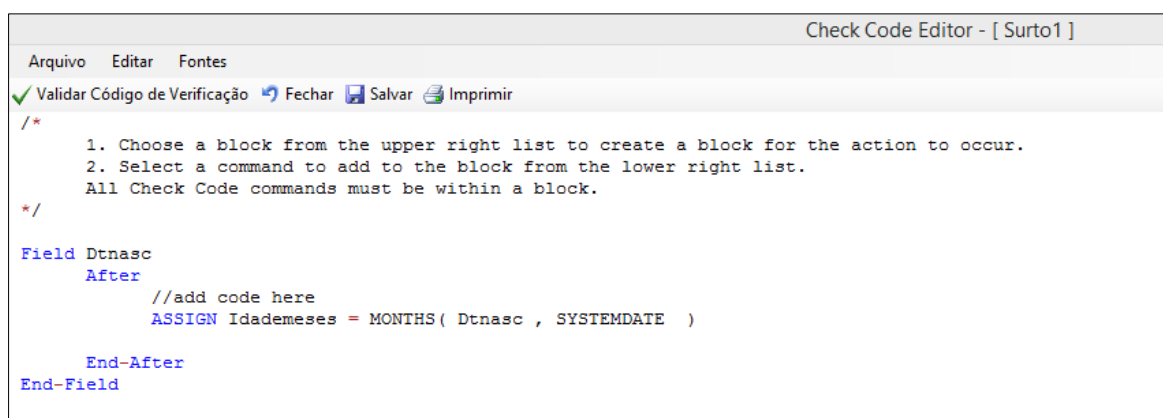 Check Code Editor - [ Surto1 ]
Arquivo Editar Fontes
Validar Código de Verificação Fechar Salvar Imprimir
/*
1. Choose a block from the upper right list to create a block for the action to occur.
2. Select a command to add to the block from the lower right list.
All Check Code commands must be within a block.
*/
Field Dtnasc
After
//add code here
ASSIGN Idademeses = MONTHS( Dtnasc , SYSTEMDATE )
End-After
End-Field